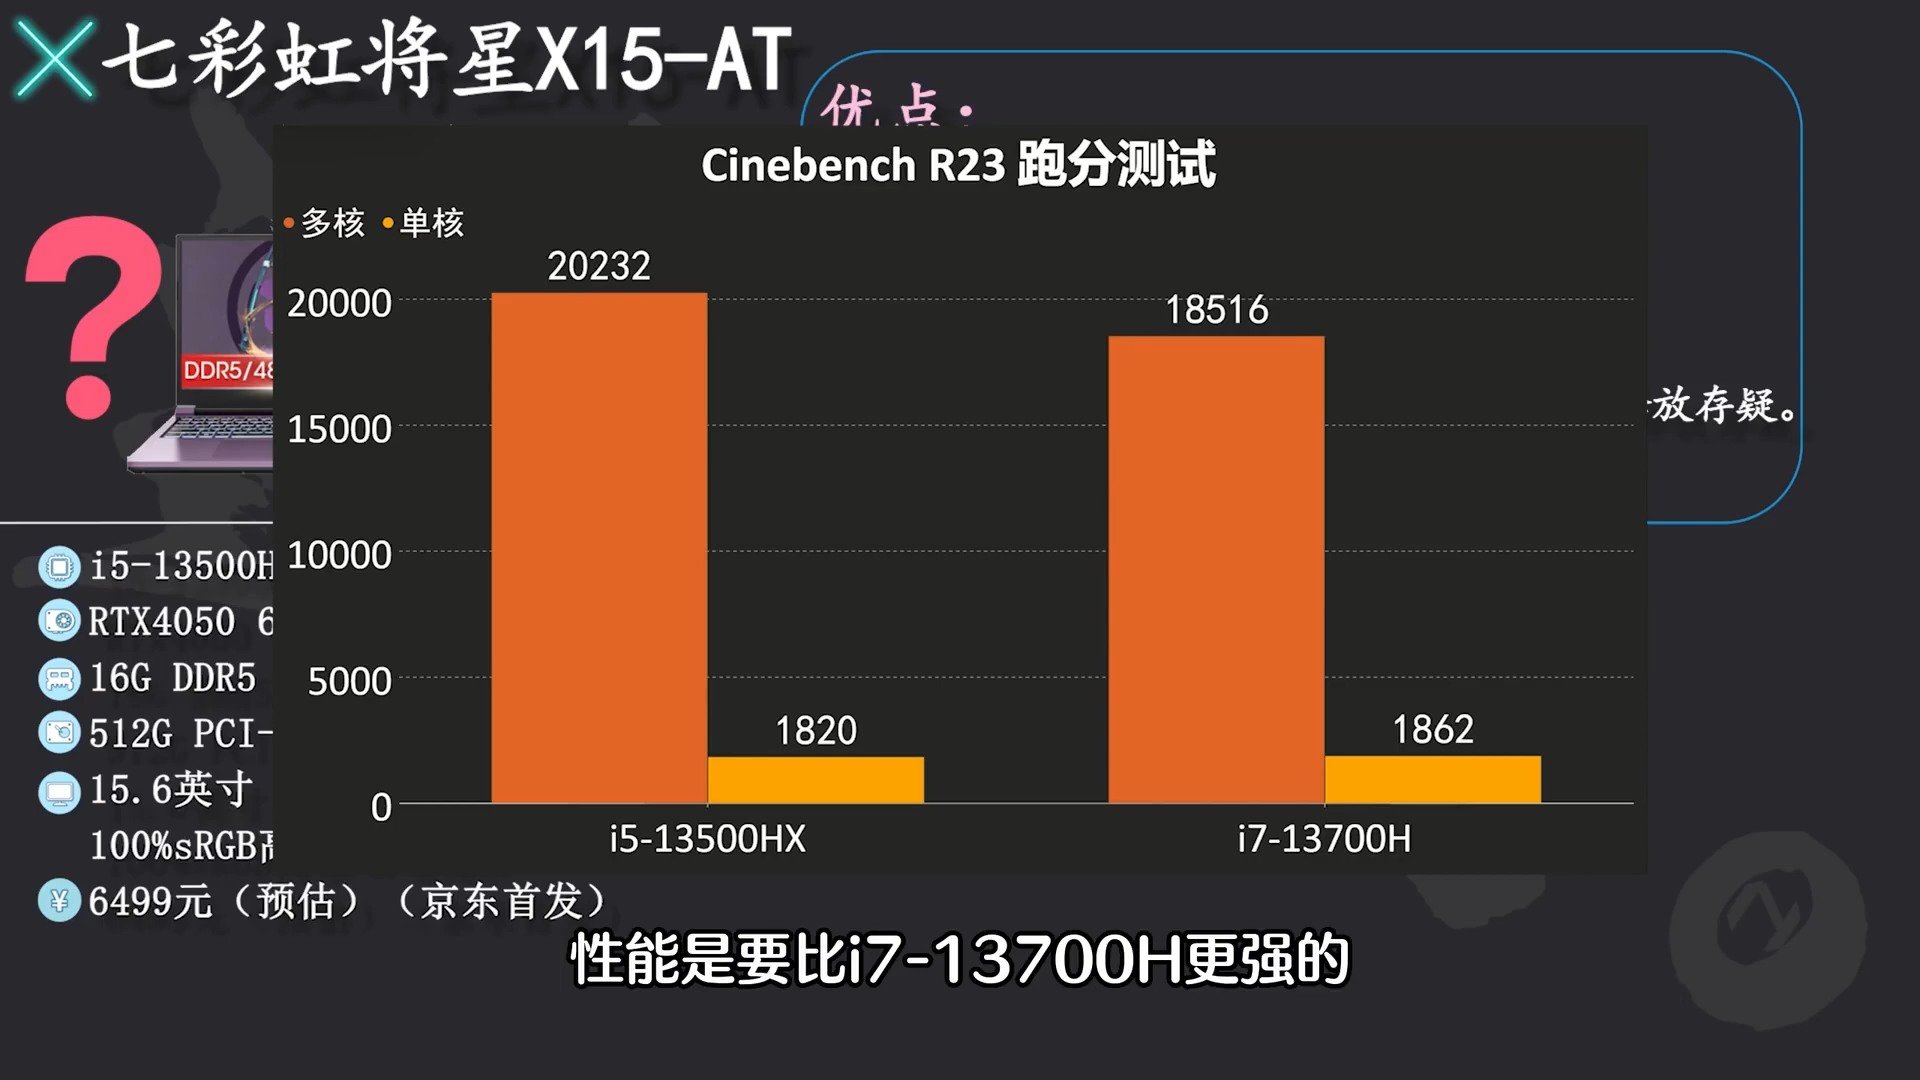 七彩虹将星X15-AT
优点：
Cinebench R23 跑分测试
多核 单核
20232
18516
20000
15000
10000
5000
0
1820
1862
i5-13500HX
i7-13700H
DDR5/48
放存疑。
i5-13500H
RTX4050 6
16G DDR5
512G PCI-
15.6英寸
100%sRGB
6499元（预估）（京东首发）
性能是要比i7-13700H更强的